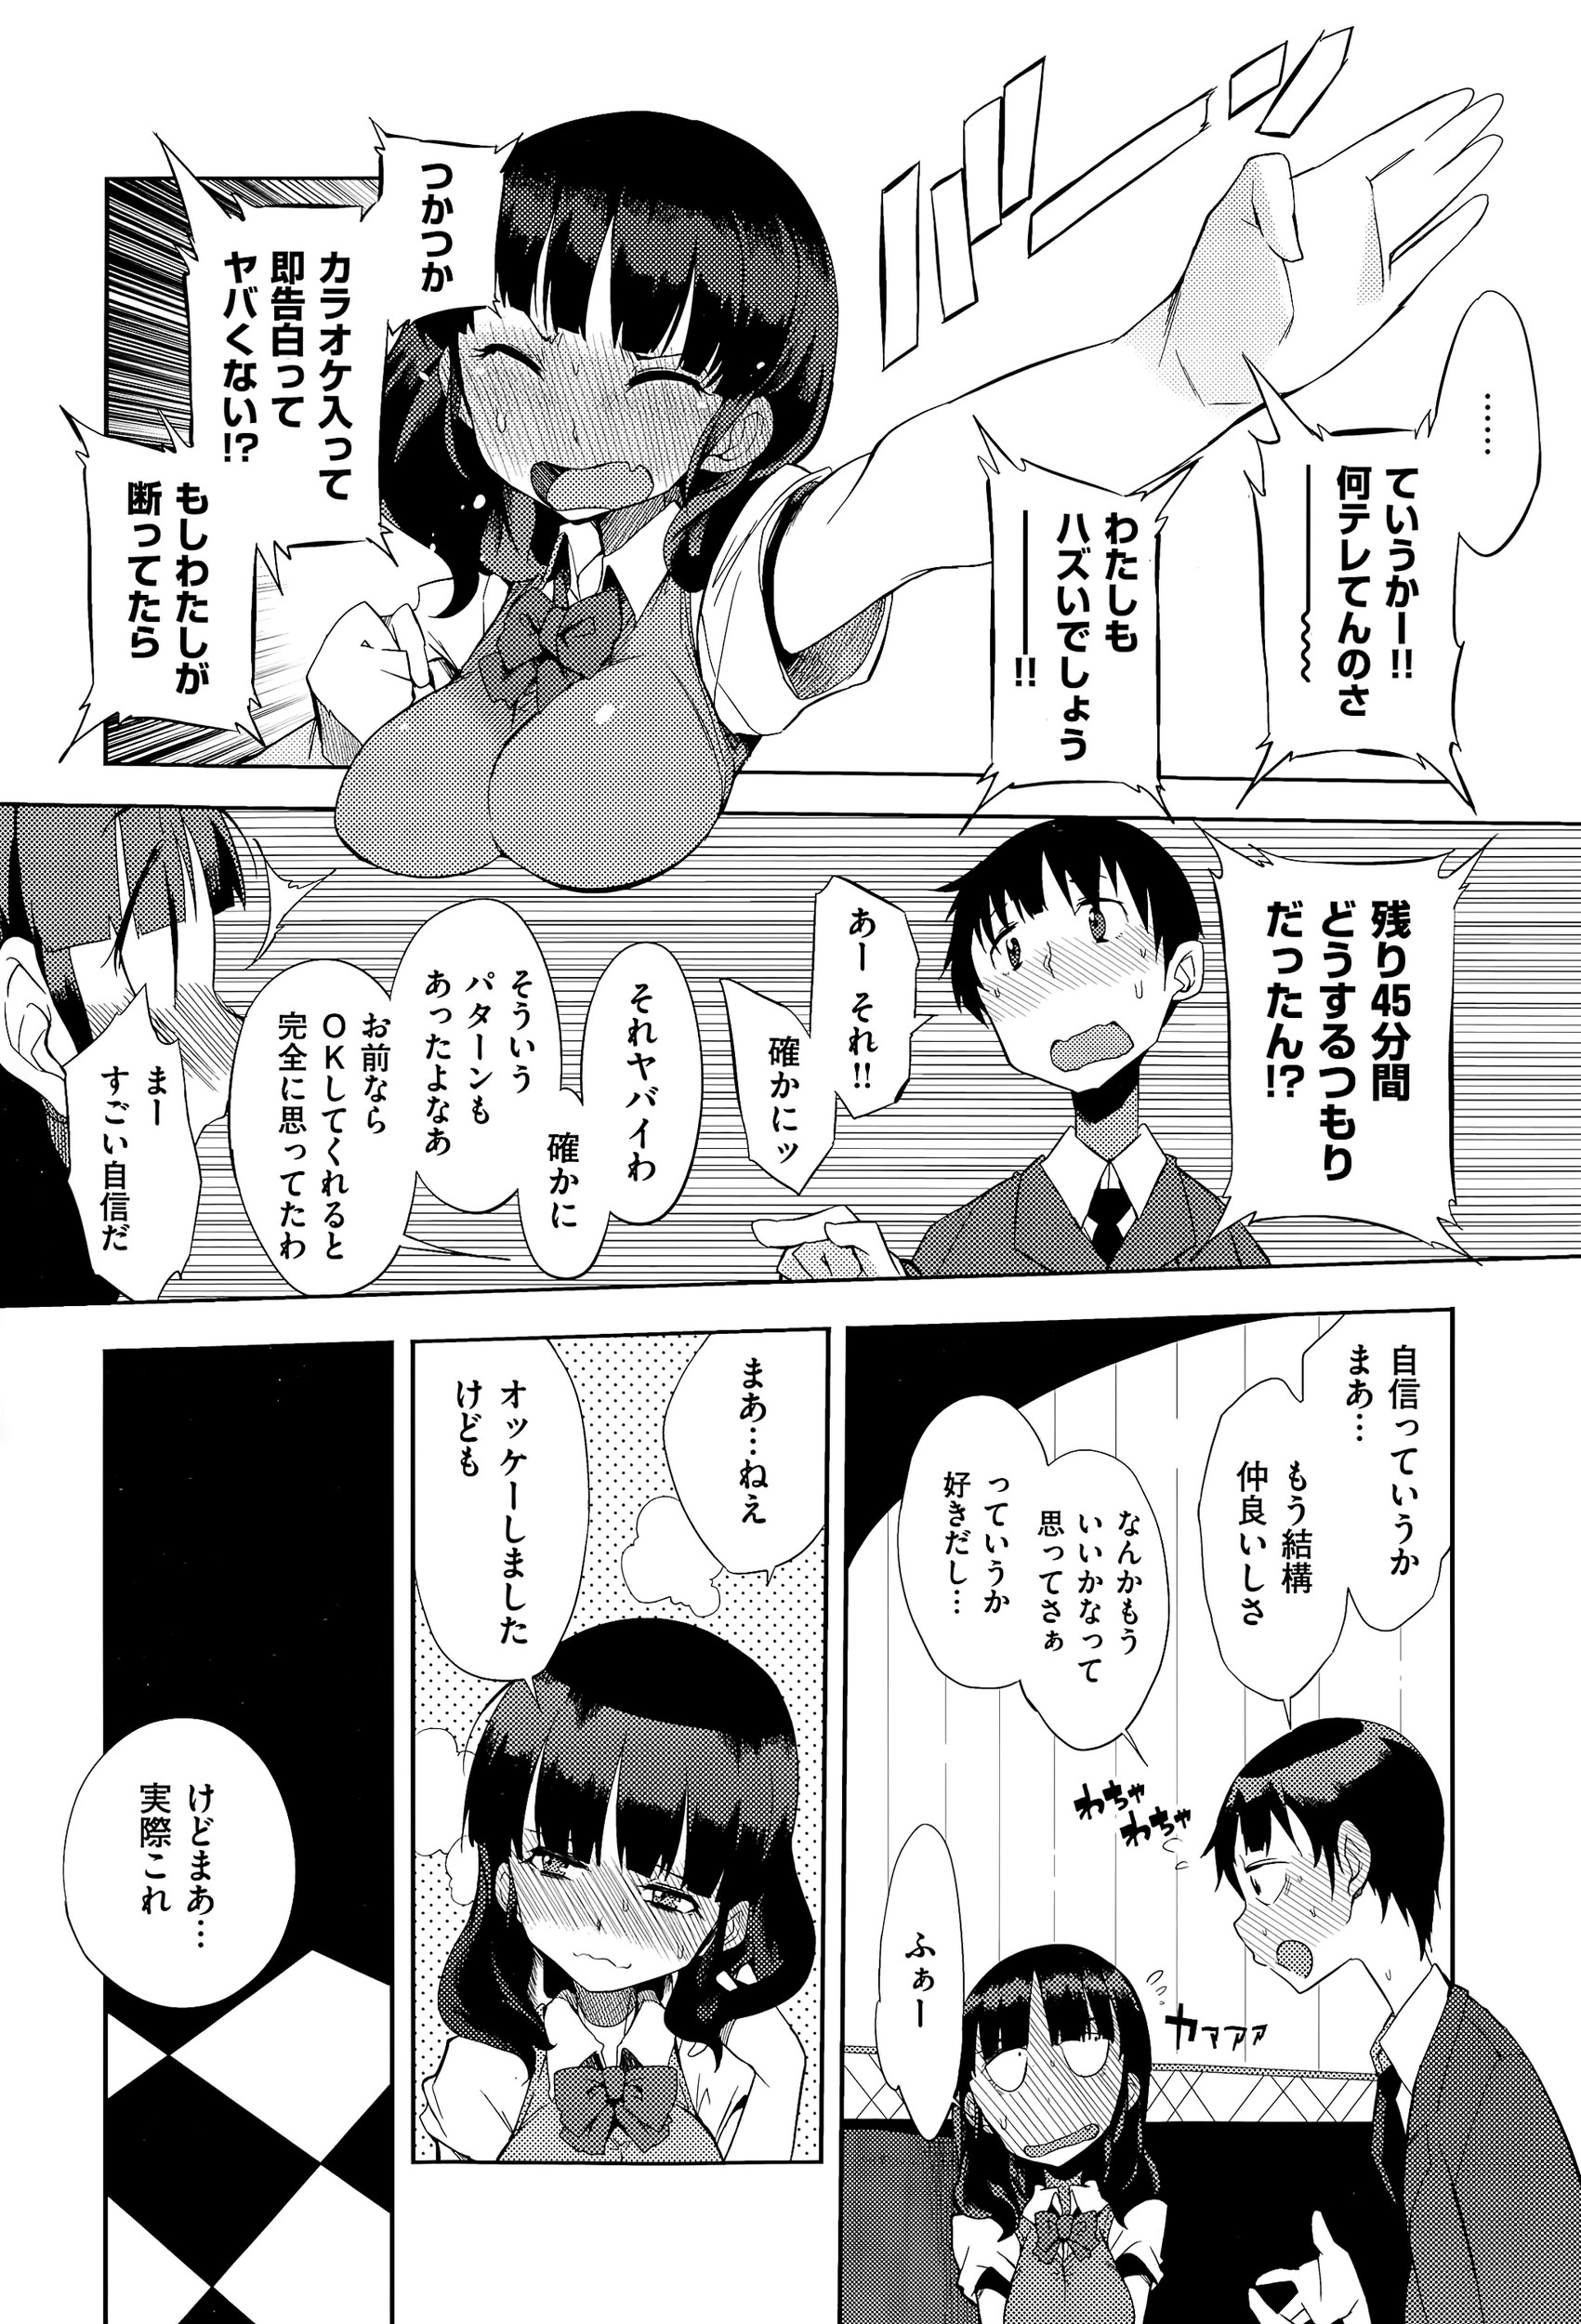 ……
ていうかー!!
何テレてんのさ
――〜〜
わたしも
ハズいでしょう
―――!!
バーン
つかつか
カラオケ入って
即告白って
ヤバくない!?
もしわたしが
断ってたら
残り45分間
どうするつもり
だったん!?
あー それ!!
確かにッ
それヤバイわ
確かに
そういう
パターンも
あったよなあ
お前なら
OKしてくれると
完全に思ってたわ
まー
すごい自信だ
自信っていうか
まあ…
もう結構
仲良いしさ
なんかもう
いいかなって
思ってさぁ
っていうか
好きだし…
わちゃ
わちゃ
カァァァァ
ふぁー
まあ…ねえ
オッケーしました
けども
けどまあ…
実際これ